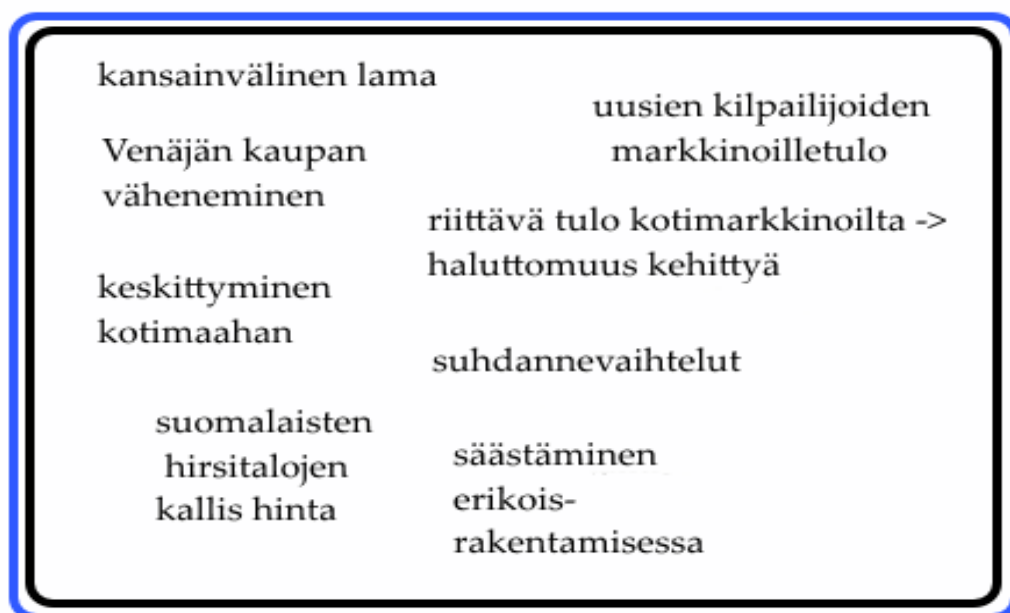 kansainvälinen lama
uusien kilpailijoiden
markkinoilletulo
Venäjän kaupan
väheneminen
riittävä tulo kotimarkkinoilta ->
haluttomuus kehittyä
keskittyminen
kotimaahan
suhdannevaihtelut
suomalaisten
hirsitalojen
kallis hinta
säästäminen
erikois-
rakentamisessa